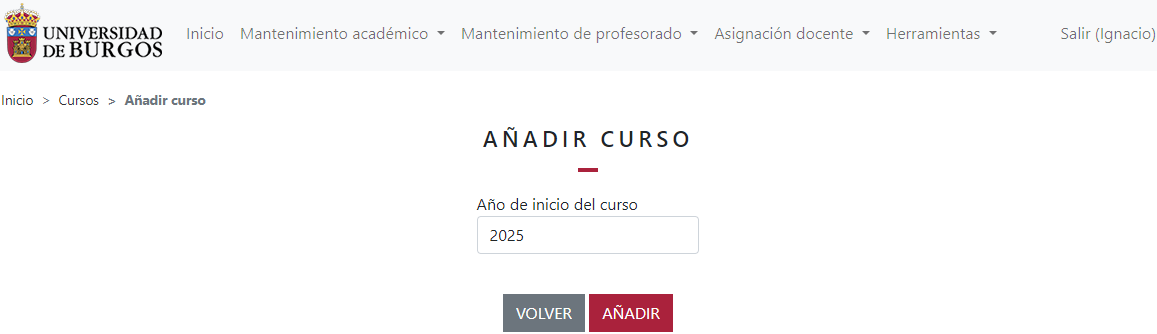 UNIVERSIDAD
DE BURGOS
Inicio Mantenimiento académico Mantenimiento de profesorado Asignación docente Herramientas Salir (Ignacio)
Inicio > Cursos > Añadir curso
AÑADIR CURSO
Año de inicio del curso
2025
VOLVER AÑADIR